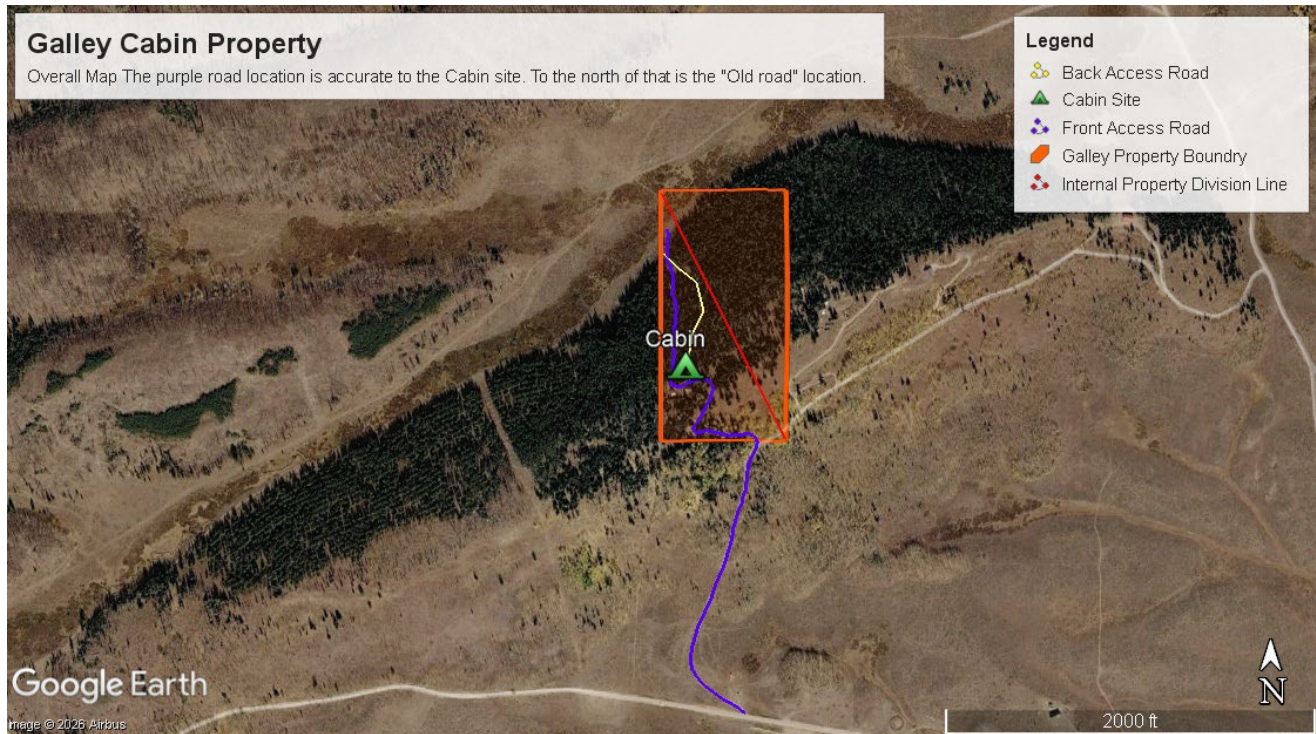 Galley Cabin Property
Overall Map The purple road location is accurate to the Cabin site. To the north of that is the "Old road" location.
Legend
Back Access Road
Cabin Site
Front Access Road
Galley Property Boundry
Internal Property Division Line
Cabin
Google Earth
mage © 2026 Airbus
N
2000 ft